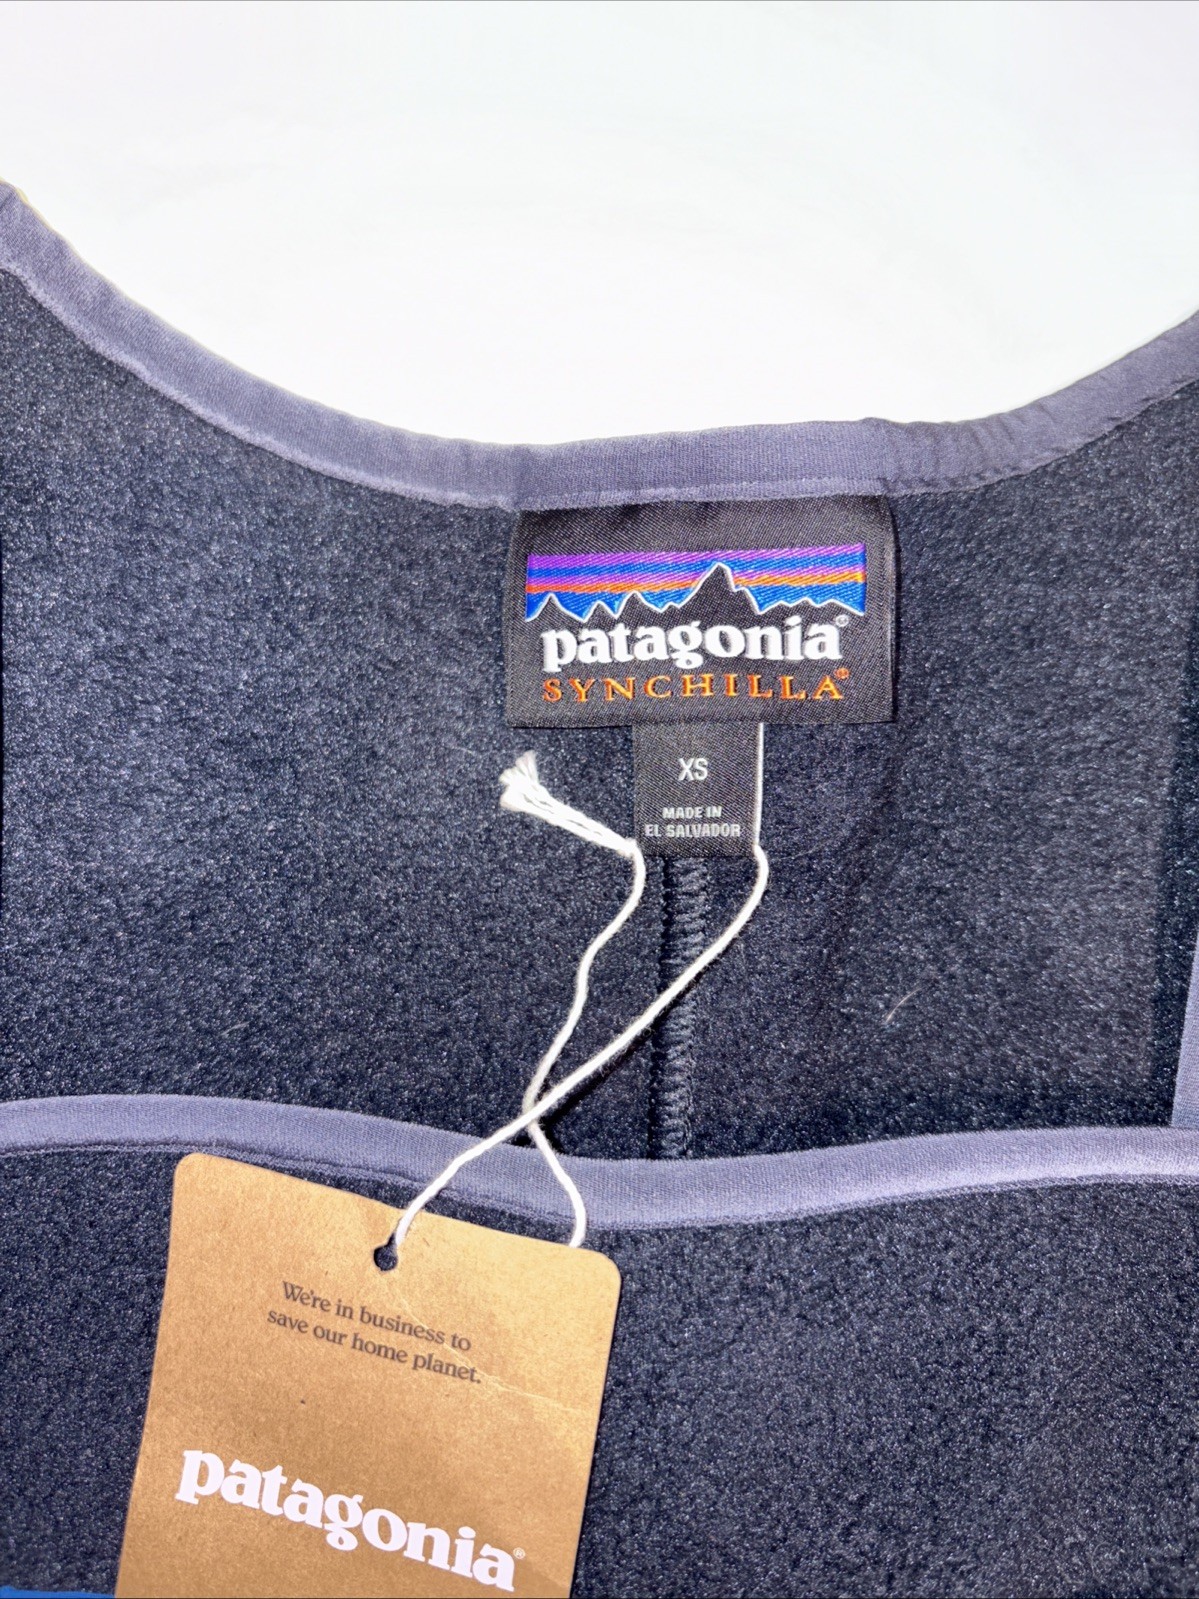 patagonia®
SYNCHILLA®
XS
MADE IN
EL SALVADOR
We're in business to
save our home planet.
patagonia®